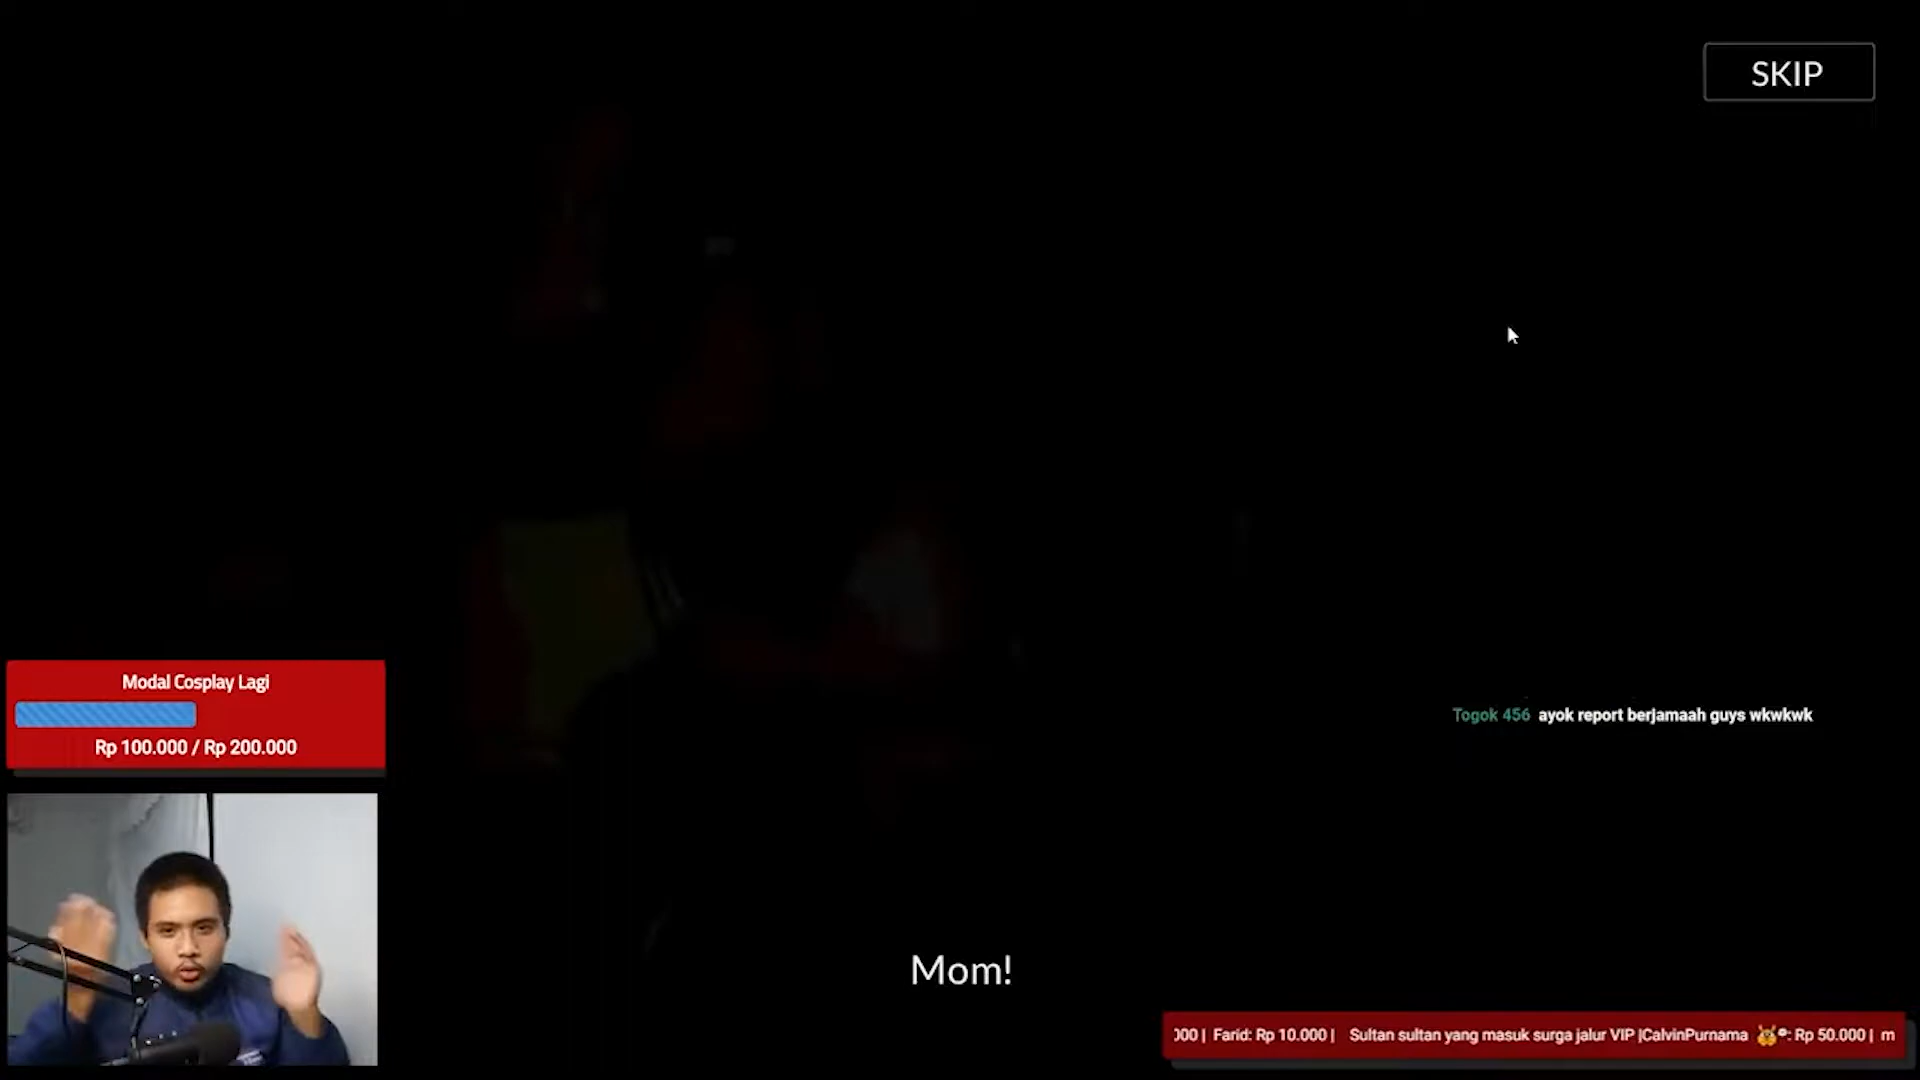 SKIP
Modal Cosplay Lagi
Rp 100.000 / Rp 200.000
Togok 456 ayok report berjamaah guys wkwkwk
Mom!
000 | Farid: Rp 10.000 | Sultan sultan yang masuk surga jalur VIP |CalvinPurnama : Rp 50.000 | m